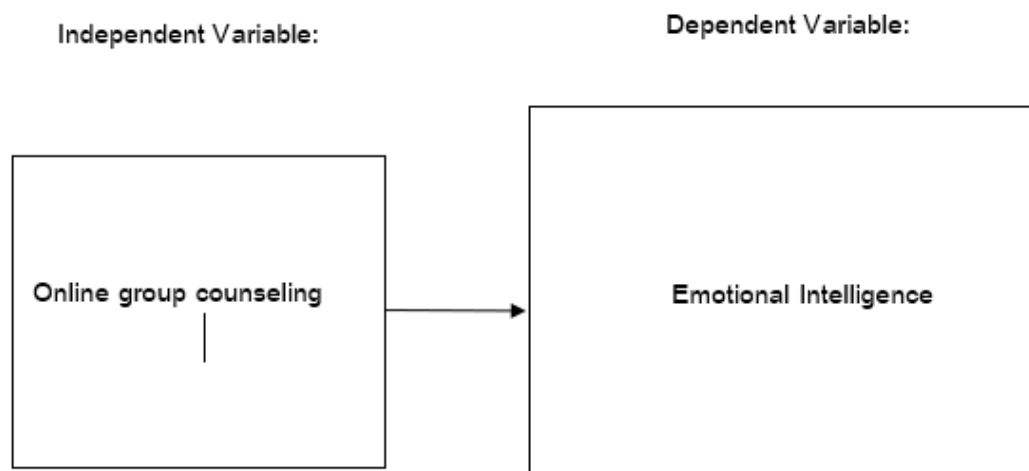 Independent Variable:
Dependent Variable:
Online group counseling
Emotional Intelligence